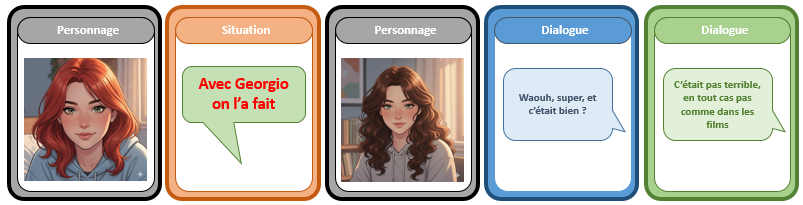 Personnage
Avec Georgio
on l'a fait
Situation
Personnage
Dialogue
Waouh, super, et
c'était bien ?
Dialogue
C'était pas terrible,
en tout cas pas
comme dans les
films